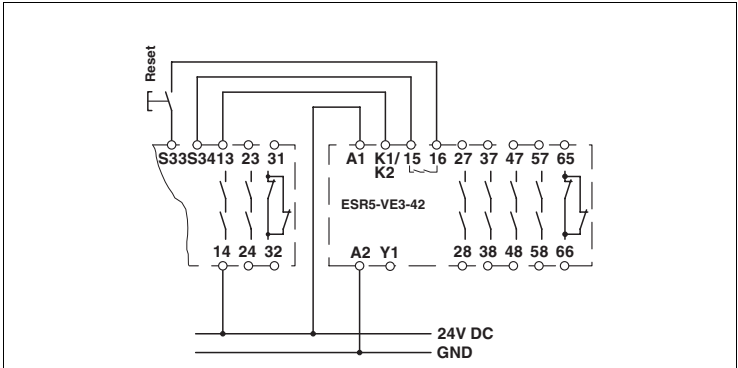 Reset
S33 S34 13 23 31
A1 K1/ 15 16 27 37 47 57 65
K2
ESR5-VE3-42
14 24 32
A2 Y1 28 38 48 58 66
24V DC
GND